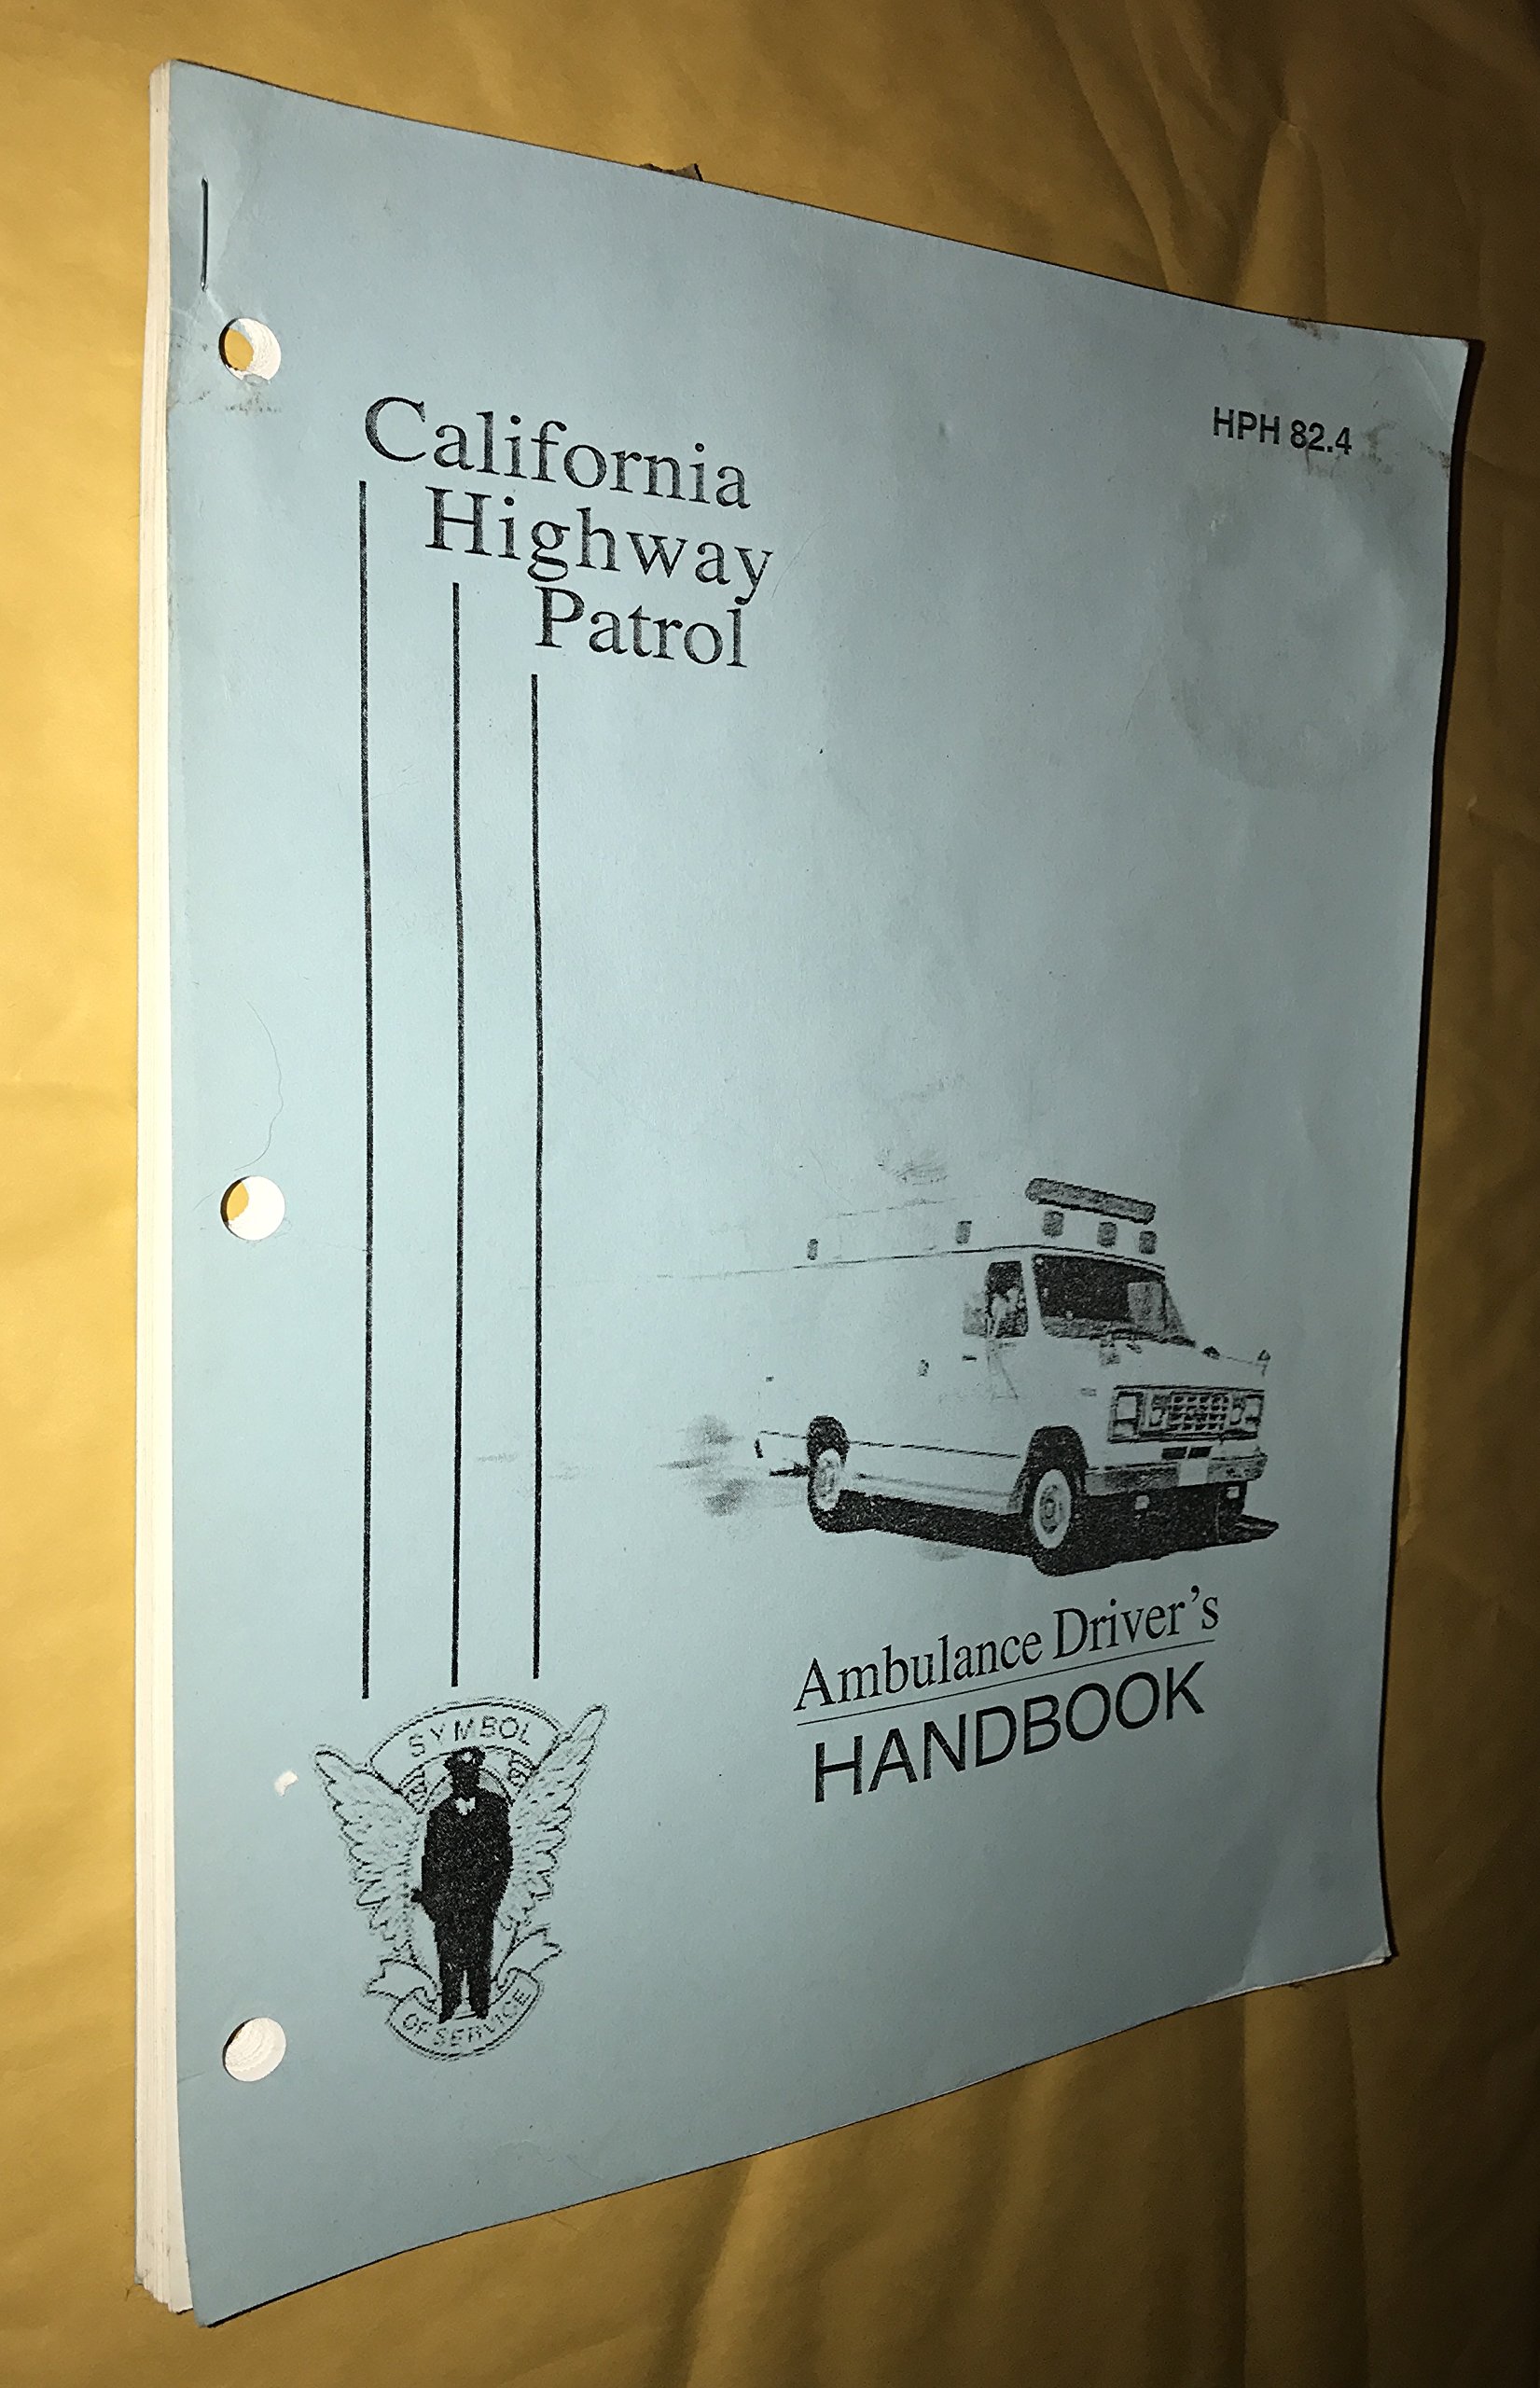 HPH 82.4
California
Highway
Patrol
Ambulance Driver's
HANDBOOK
SYMBOL
OF SERVICE